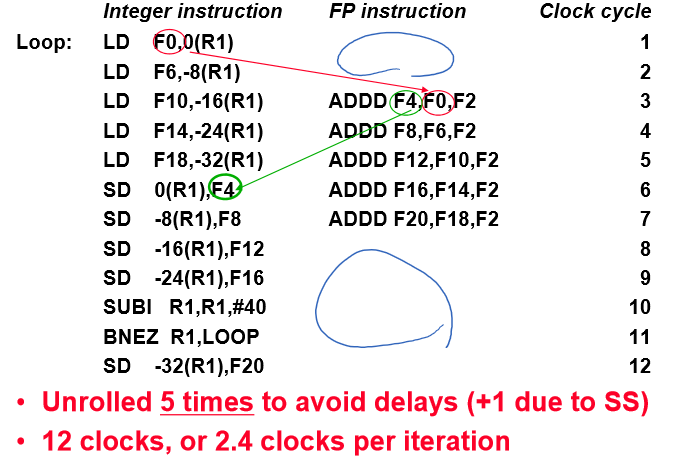 Integer instruction FP instruction Clock cycle
Loop: LD F0,0(R1) 1
LD F6,-8(R1) 2
LD F10,-16(R1) ADDD F4,F0,F2 3
LD F14,-24(R1) ADDD F8,F6,F2 4
LD F18,-32(R1) ADDD F12,F10,F2 5
SD 0(R1),F4 ADDD F16,F14,F2 6
SD -8(R1),F8 ADDD F20,F18,F2 7
SD -16(R1),F12 8
SD -24(R1),F16 9
SUBI R1,R1,#40 10
BNEZ R1,LOOP 11
SD -32(R1),F20 12
• Unrolled 5 times to avoid delays (+1 due to SS)
• 12 clocks, or 2.4 clocks per iteration